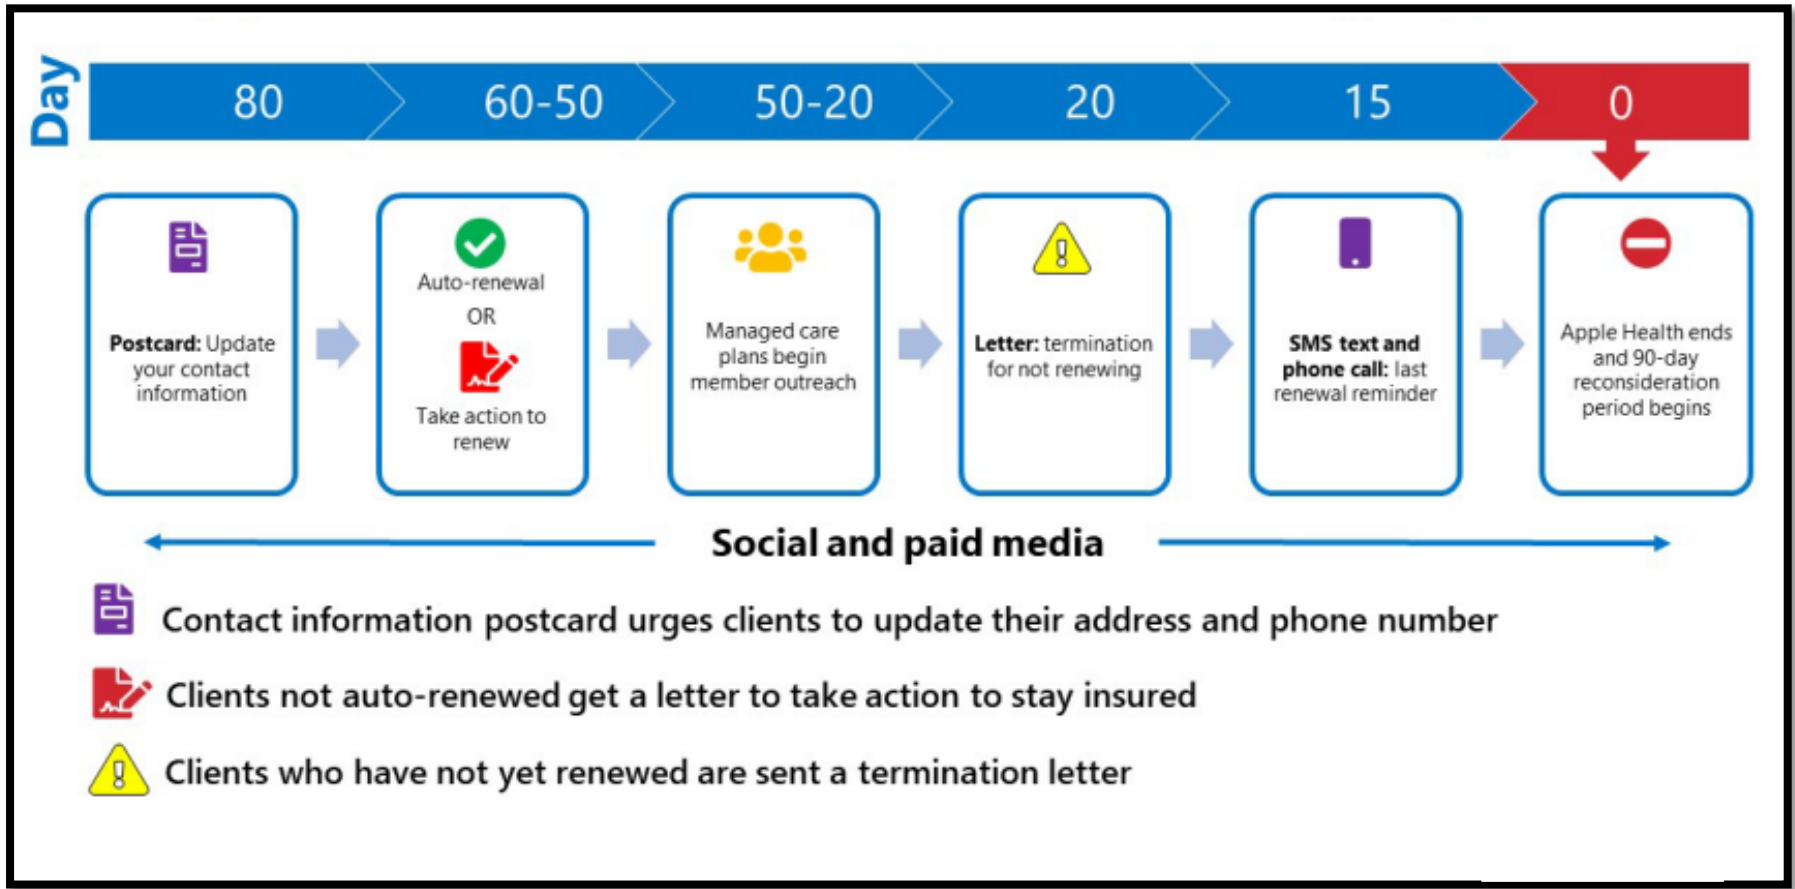 Day
80
60-50
50-20
20
15
0
Postcard: Update
your contact
information
Auto-renewal
OR
Take action to
renew
Managed care
plans begin
member outreach
Letter: termination
for not renewing
SMS text and
phone call: last
renewal reminder
Apple Health ends
and 90-day
reconsideration
period begins
Social and paid media
Contact information postcard urges clients to update their address and phone number
Clients not auto-renewed get a letter to take action to stay insured
Clients who have not yet renewed are sent a termination letter